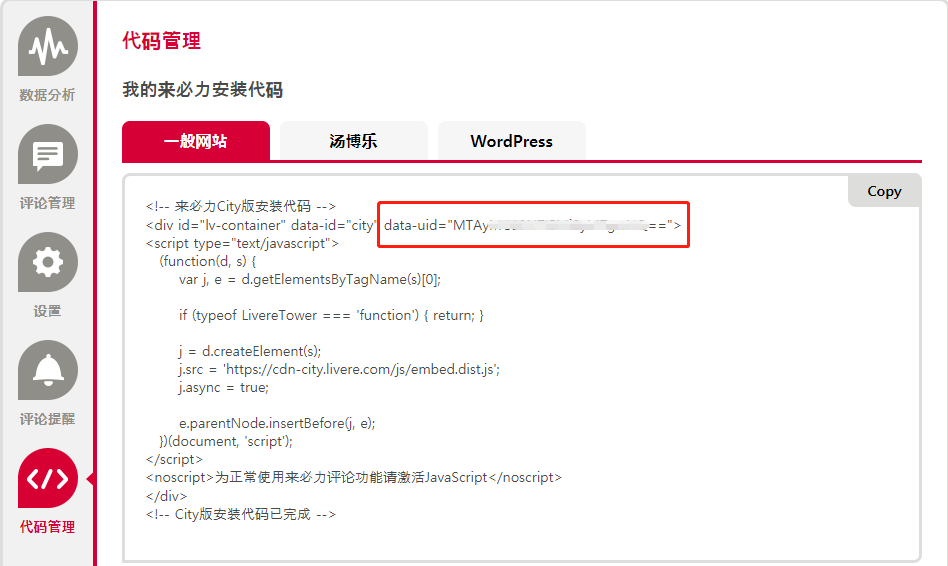 代码管理
我的来必力安装代码
一般网站
汤博乐
WordPress
Copy
<!-- 来必力City版安装代码 -->
<div id="lv-container" data-id="city" data-uid="MTAy ==">
<script type="text/javascript">
(function(d, s) {
var j, e = d.getElementsByTagName(s)[0];
if (typeof LivereTower === 'function') { return; }
j = d.createElement(s);
j.src = 'https://cdn-city.livere.com/js/embed.dist.js';
j.async = true;
e.parentNode.insertBefore(j, e);
})(document, 'script');
</script>
<noscript>为正常使用来必力评论功能请激活JavaScript</noscript>
</div>
<!-- City版安装代码已完成 -->
数据分析
评论管理
设置
评论提醒
代码管理